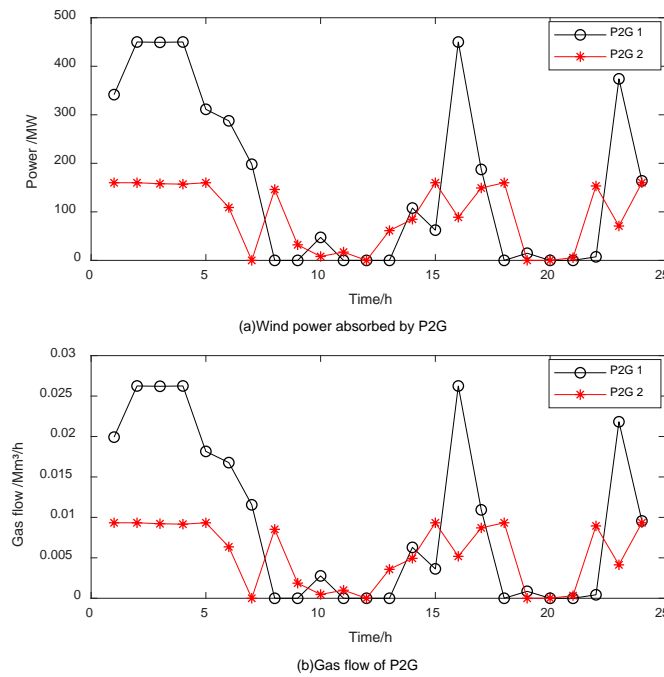 500
400
300
200
100
0
Power /MW
P2G 1
P2G 2
0 5 10 15 20 25
Time/h
(a)Wind power absorbed by P2G
0.03
0.025
0.02
0.015
0.01
0.005
0
Gas flow /Mm³/h
P2G 1
P2G 2
0 5 10 15 20 25
Time/h
(b)Gas flow of P2G